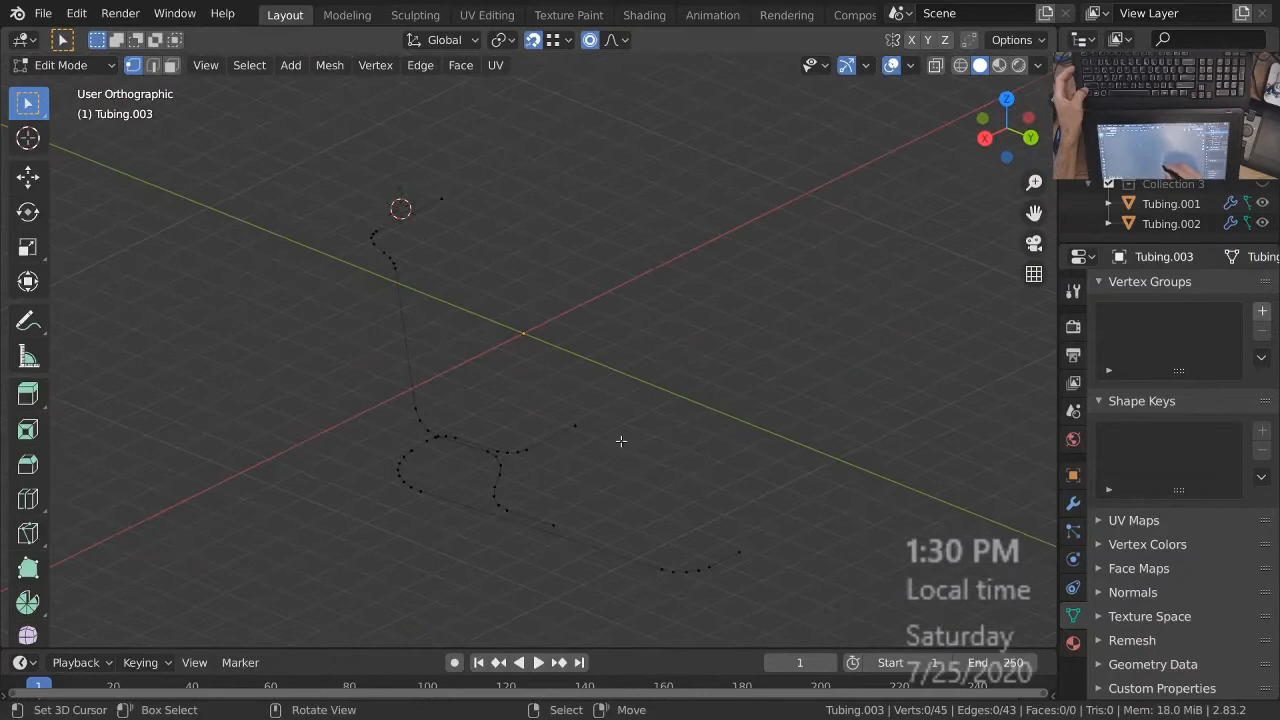 File Edit Render Window Help Layout Modeling Sculpting UV Editing Texture Paint Shading Animation Rendering Compos Scene View Layer
Global X Y Z Options
Edit Mode View Select Add Mesh Vertex Edge Face UV
User Orthographic
(1) Tubing.003
Z
X Y
Collection 3
Tubing.001
Tubing.002
Tubing.003 Tubing
Vertex Groups
Shape Keys
UV Maps
Vertex Colors
Face Maps
Normals
Texture Space
Remesh
Geometry Data
Custom Properties
1:30 PM
Local time
Saturday
7/25/2020
Playback Keying View Marker 1 Start 1 End 250
1 20 40 60 80 100 120 140 160 180 200 220 240
Set 3D Cursor Box Select Rotate View Select Move Tubing.003 | Verts:0/45 | Edges:0/43 | Faces:0/0 | Tris:0 | Mem: 18.0 MiB | 2.83.2